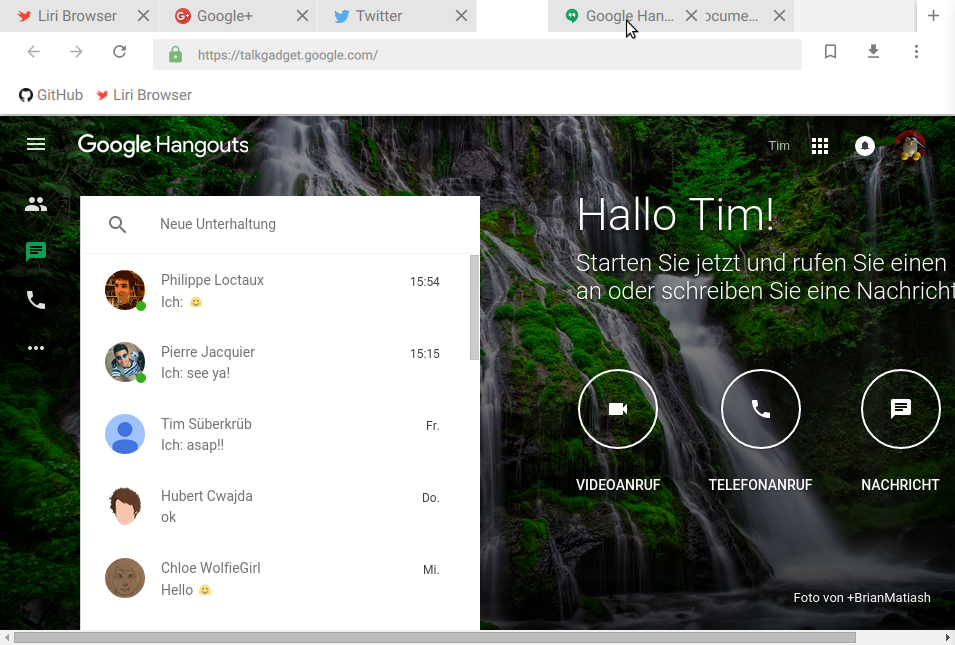 Liri Browser
Google+
Twitter
Google Han...
ocume...
https://talkgadget.google.com/
GitHub
Liri Browser
Google Hangouts
Tim
Neue Unterhaltung
Philippe Loctaux
15:54
Ich:
Pierre Jacquier
15:15
Ich: see ya!
Tim Süberkrüb
Fr.
Ich: asap!!
Hubert Cwajda
Do.
ok
Chloe WolfieGirl
Mi.
Hello
Hallo Tim!
Starten Sie jetzt und rufen Sie einen
an oder schreiben Sie eine Nachricht
VIDEOANRUF
TELEFONANRUF
NACHRICHT
Foto von +BrianMatiash